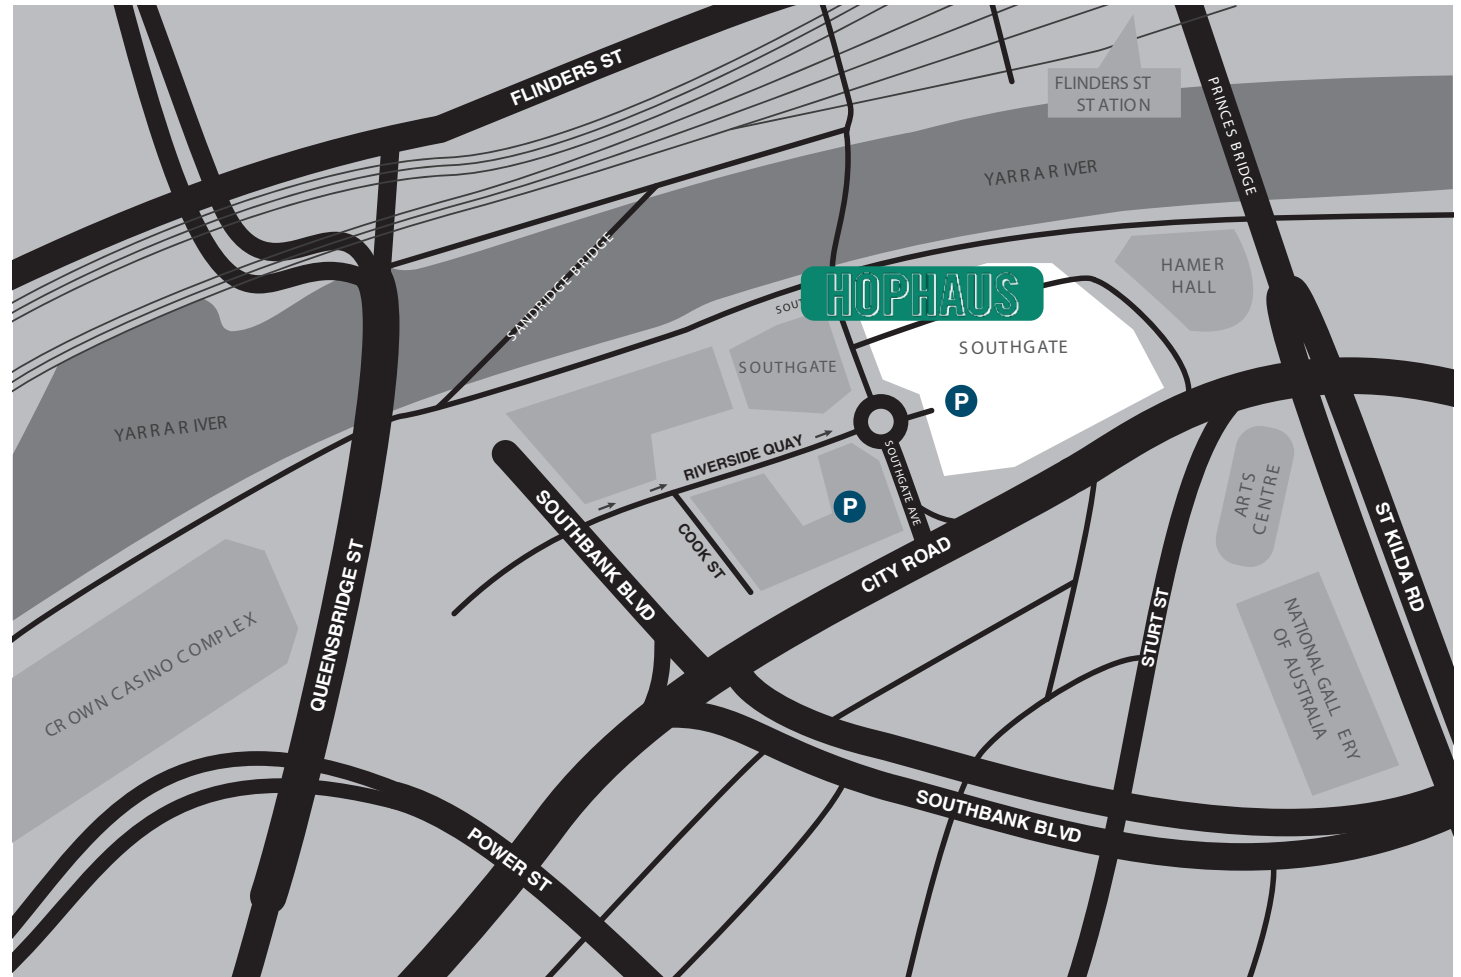 FLINDERS ST
FLINDERS ST
STATION
PRINCES BRIDGE
YARRA RIVER
SANDRIDGE BRIDGE
HAMER
HALL
HOPHAUS
SOUTHGATE
SOUTHGATE
P
YARRA RIVER
RIVERSIDE QUAY
SOUTHGATE AVE
P
ARTS
CENTRE
ST KILDA RD
SOUTHBANK BLVD
COOK ST
CITY ROAD
QUEENSBRIDGE ST
STURT ST
CROWN CASINO COMPLEX
NATIONAL GALLERY
OF AUSTRALIA
SOUTHBANK BLVD
POWER ST